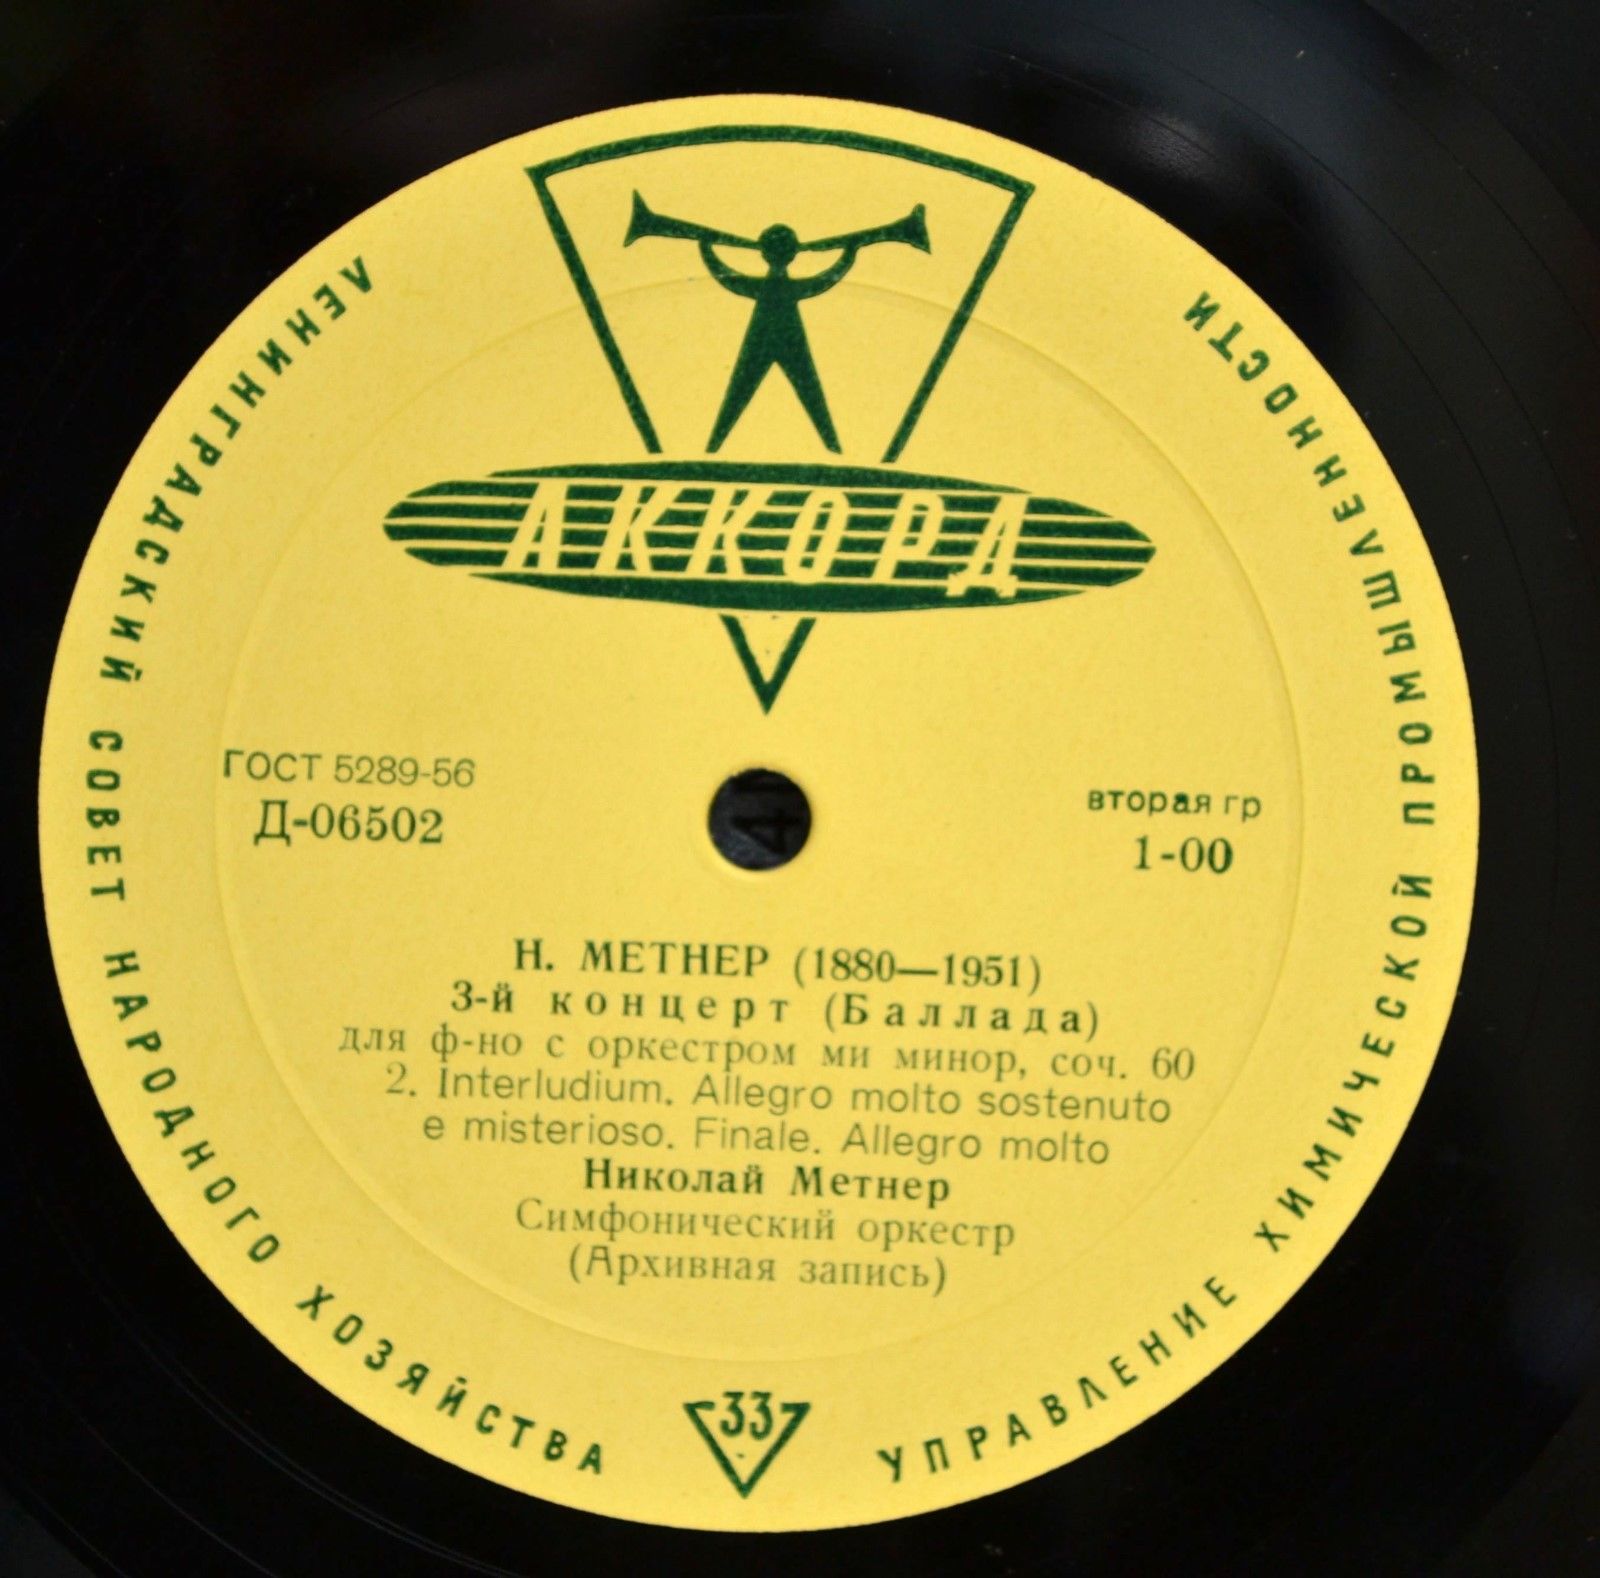 АККОРД
ЛЕНИНГРАДСКИЙ СОВЕТ НАРОДНОГО ХОЗЯЙСТВА
УПРАВЛЕНИЕ ХИМИЧЕСКОЙ ПРОМЫШЛЕННОСТИ
ГОСТ 5289-56
Д-06502
вторая гр
1-00
Н. МЕТНЕР (1880—1951)
3-й концерт (Баллада)
для ф-но с оркестром ми минор, соч. 60
2. Interludium. Allegro molto sostenuto
e misterioso. Finale. Allegro molto
Николай Метнер
Симфонический оркестр
(Архивная запись)
33